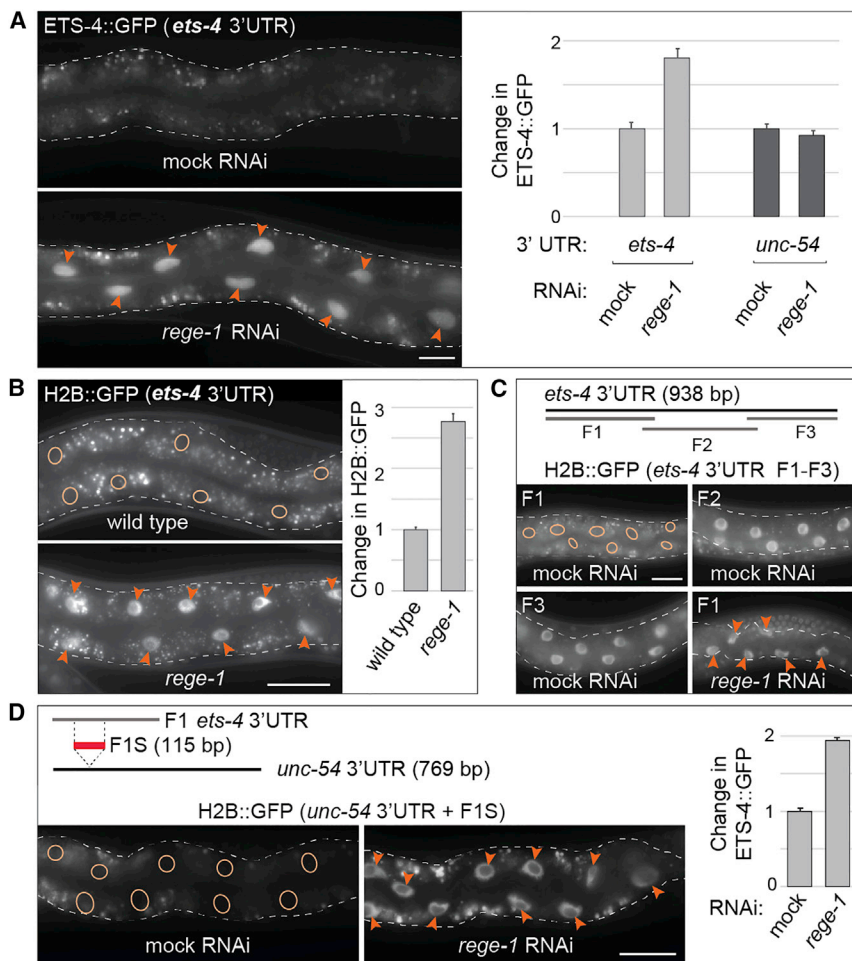 A
ETS-4::GFP (ets-4 3'UTR)
mock RNAi
rege-1 RNAi
Change in
ETS-4::GFP
2
1
0
3' UTR:
ets-4
unc-54
RNAi:
mock
rege-1
mock
rege-1
B
H2B::GFP (ets-4 3'UTR)
wild type
rege-1
Change in H2B::GFP
3
2
1
0
wild type
rege-1
C
ets-4 3'UTR (938 bp)
F1
F2
F3
H2B::GFP (ets-4 3'UTR F1-F3)
F1
mock RNAi
F2
mock RNAi
F3
mock RNAi
F1
rege-1 RNAi
D
F1 ets-4 3'UTR
F1S (115 bp)
unc-54 3'UTR (769 bp)
H2B::GFP (unc-54 3'UTR + F1S)
mock RNAi
rege-1 RNAi
Change in
ETS-4::GFP
2
1
0
RNAi:
mock
rege-1